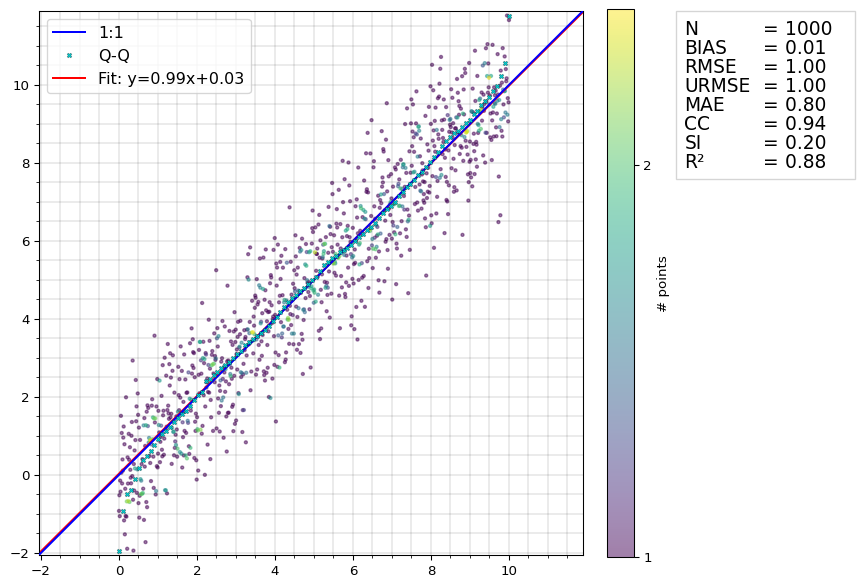 1:1
Q-Q
Fit: y=0.99x+0.03
10
8
6
4
2
0
−2
−2
0
2
4
6
8
10
2
1
# points
N = 1000
BIAS = 0.01
RMSE = 1.00
URMSE = 1.00
MAE = 0.80
CC = 0.94
SI = 0.20
R² = 0.88